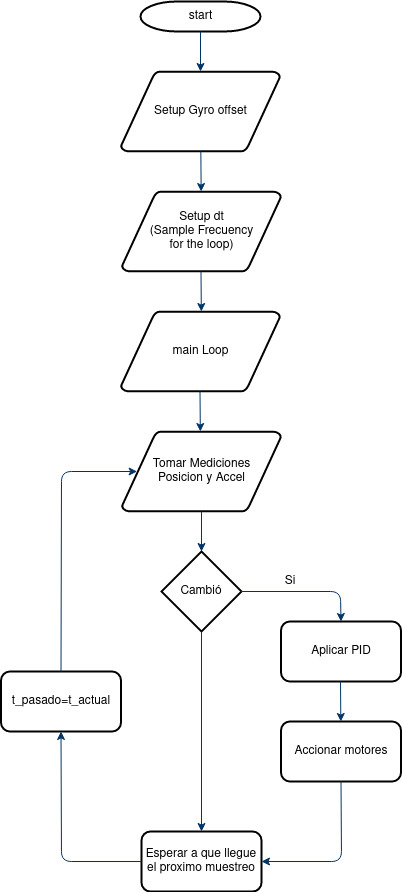 start
Setup Gyro offset
Setup dt
(Sample Frecuency
for the loop)
main Loop
Tomar Mediciones
Posicion y Accel
Cambió
Si
Aplicar PID
t_pasado=t_actual
Accionar motores
Esperar a que llegue
el proximo muestreo